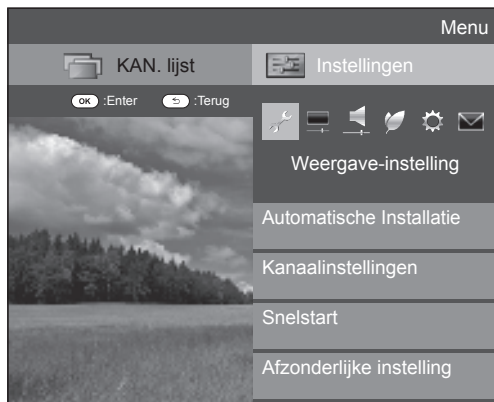 Menu
KAN. lijst
Instellingen
OK :Enter :Terug
Weergave-instelling
Automatische Installatie
Kanaalinstellingen
Snelstart
Afzonderlijke instelling